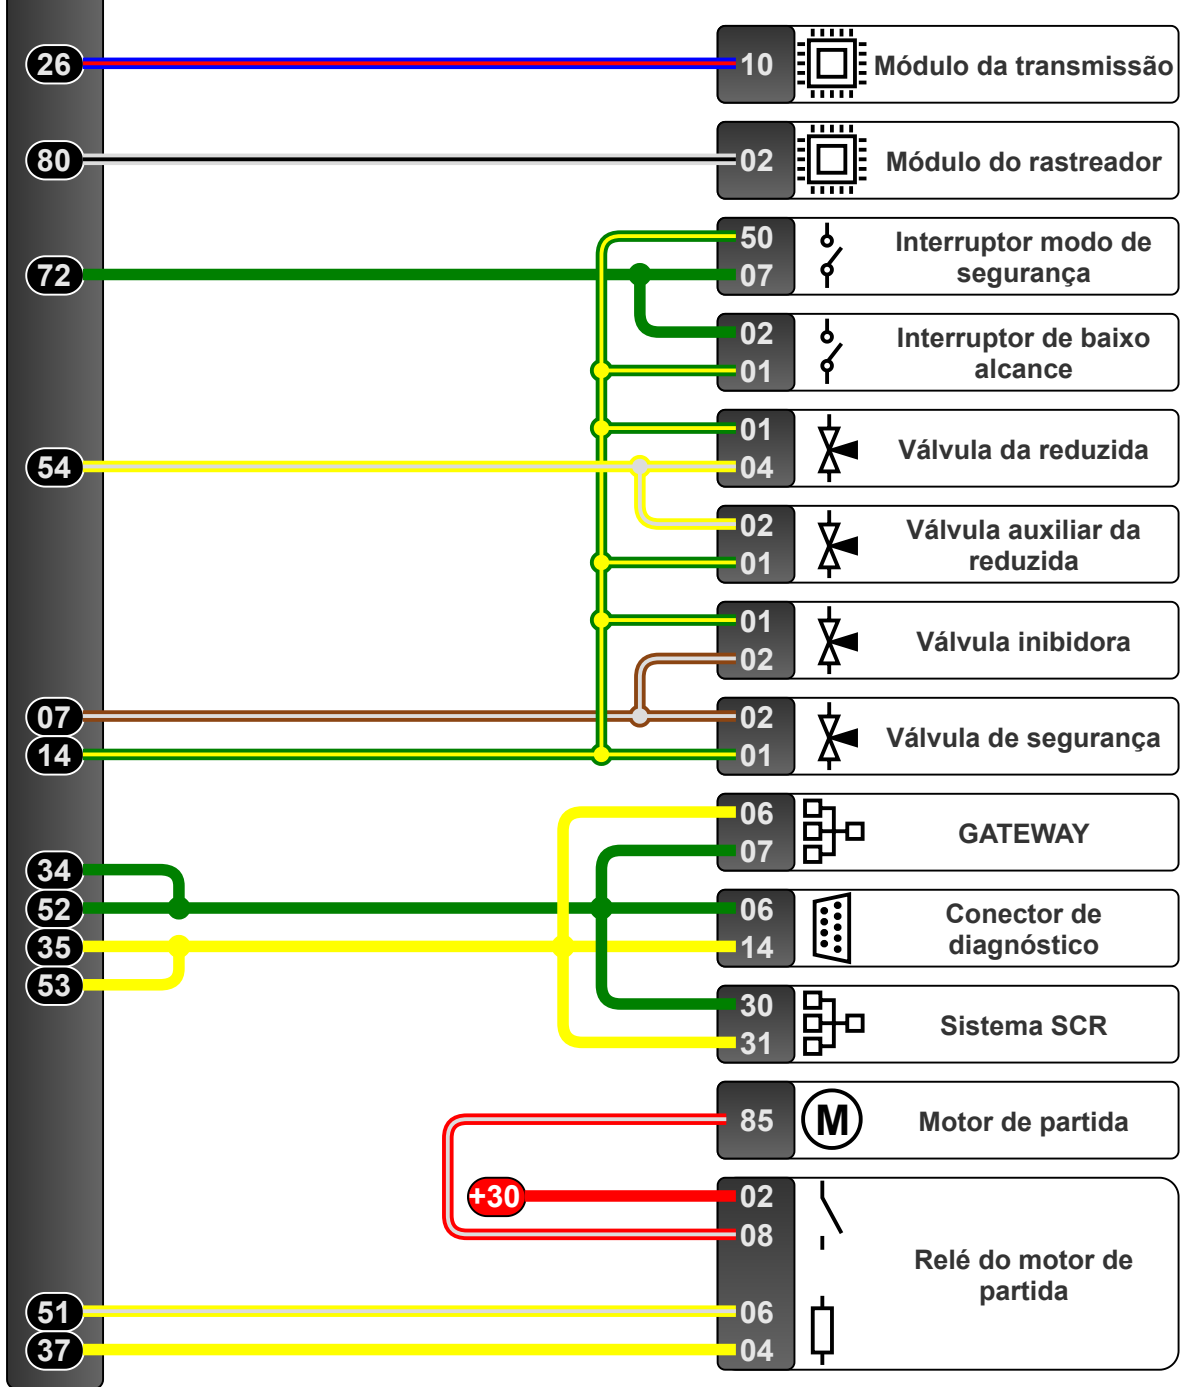 26
10
Módulo da transmissão
80
02
Módulo do rastreador
50
Interruptor modo de
segurança
72
07
02
Interruptor de baixo
alcance
01
01
Válvula da reduzida
54
04
02
Válvula auxiliar da
reduzida
01
01
Válvula inibidora
02
07
02
Válvula de segurança
14
01
06
GATEWAY
07
34
52
06
Conector de
diagnóstico
35
14
53
30
Sistema SCR
31
85
M
Motor de partida
+30
02
08
Relé do motor de
partida
51
06
37
04